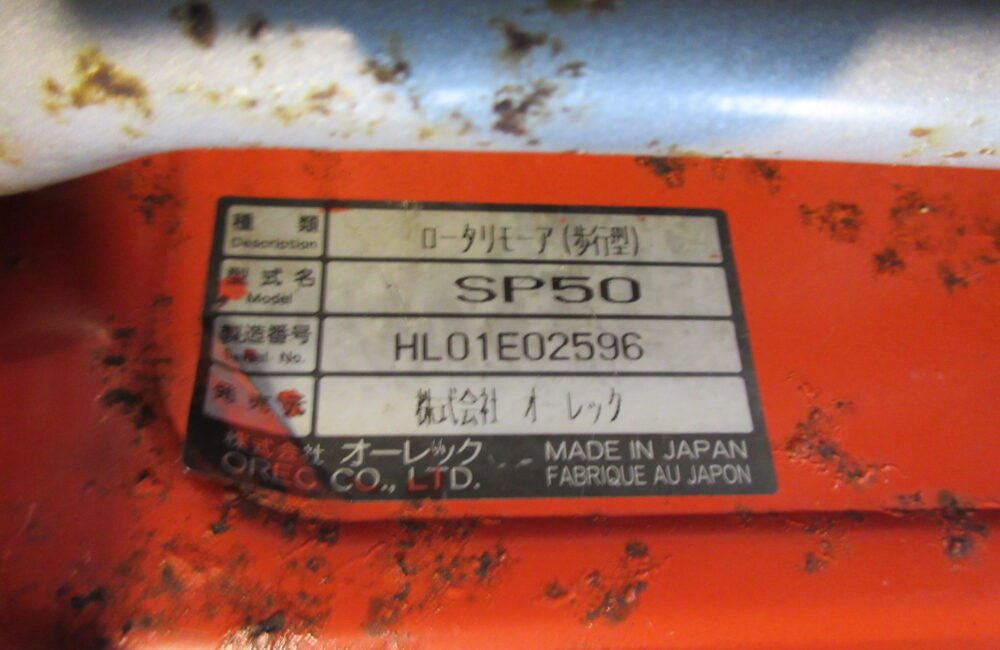 種類 ロータリモーア(歩行型)
Description
型式名 SP50
Model
製造番号 HL01E02596
Serial No.
発売元 株式会社 オーレック
株式会社 オーレック MADE IN JAPAN
OREC CO., LTD. FABRIQUE AU JAPON